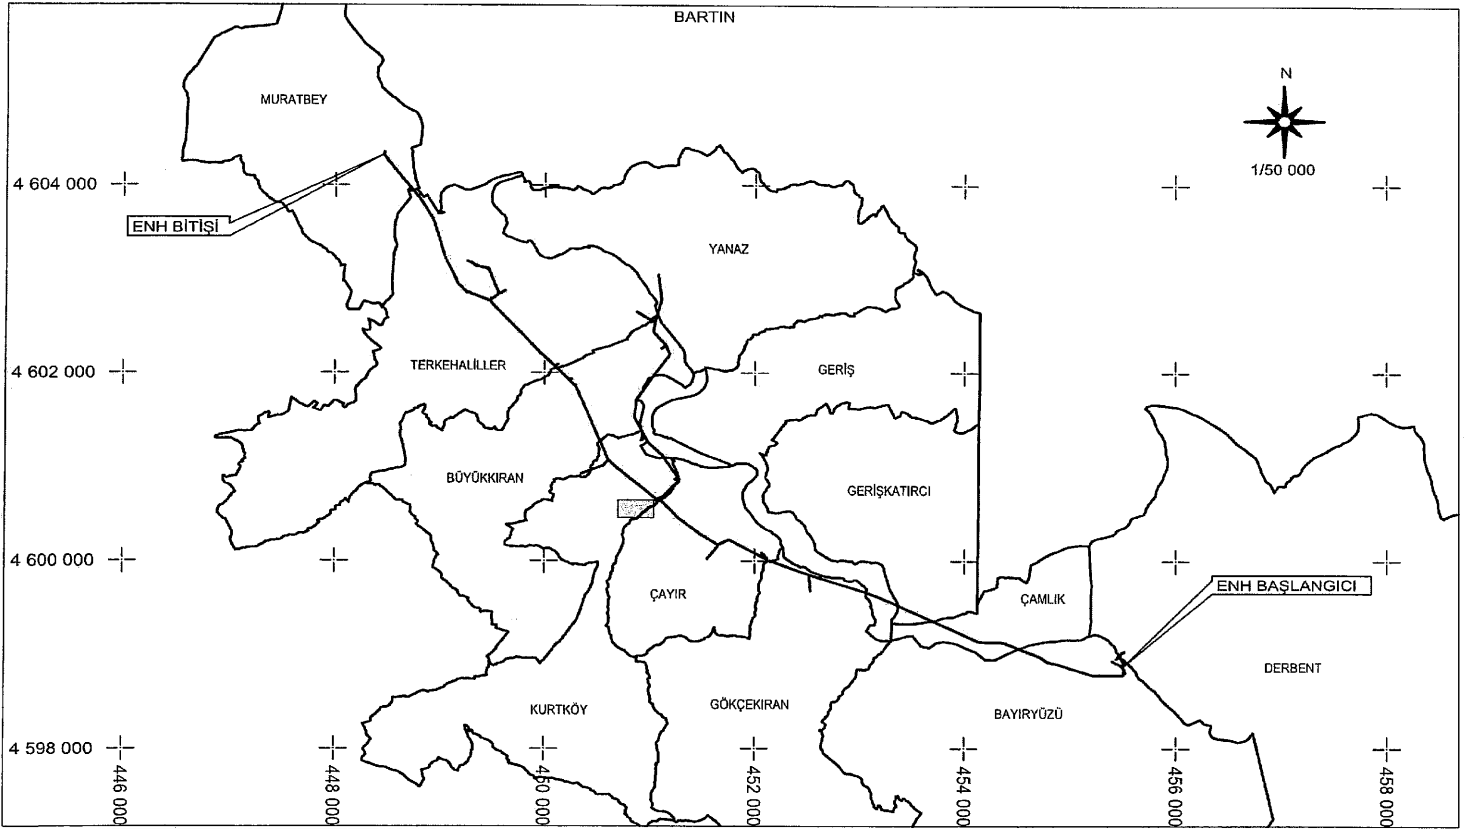 BARTIN
N
1/50 000
MURATBEY
4 604 000
ENH BİTİŞİ
YANAZ
4 602 000
TERKEHALİLLER
GERİŞ
BÜYÜKKIRAN
GERİŞKATIRCI
4 600 000
ÇAYIR
ÇAMLIK
ENH BAŞLANGICI
DERBENT
KURTKÖY
GÖKÇEKIRAN
BAYIRYÜZÜ
4 598 000
446 000
448 000
450 000
452 000
454 000
456 000
458 000